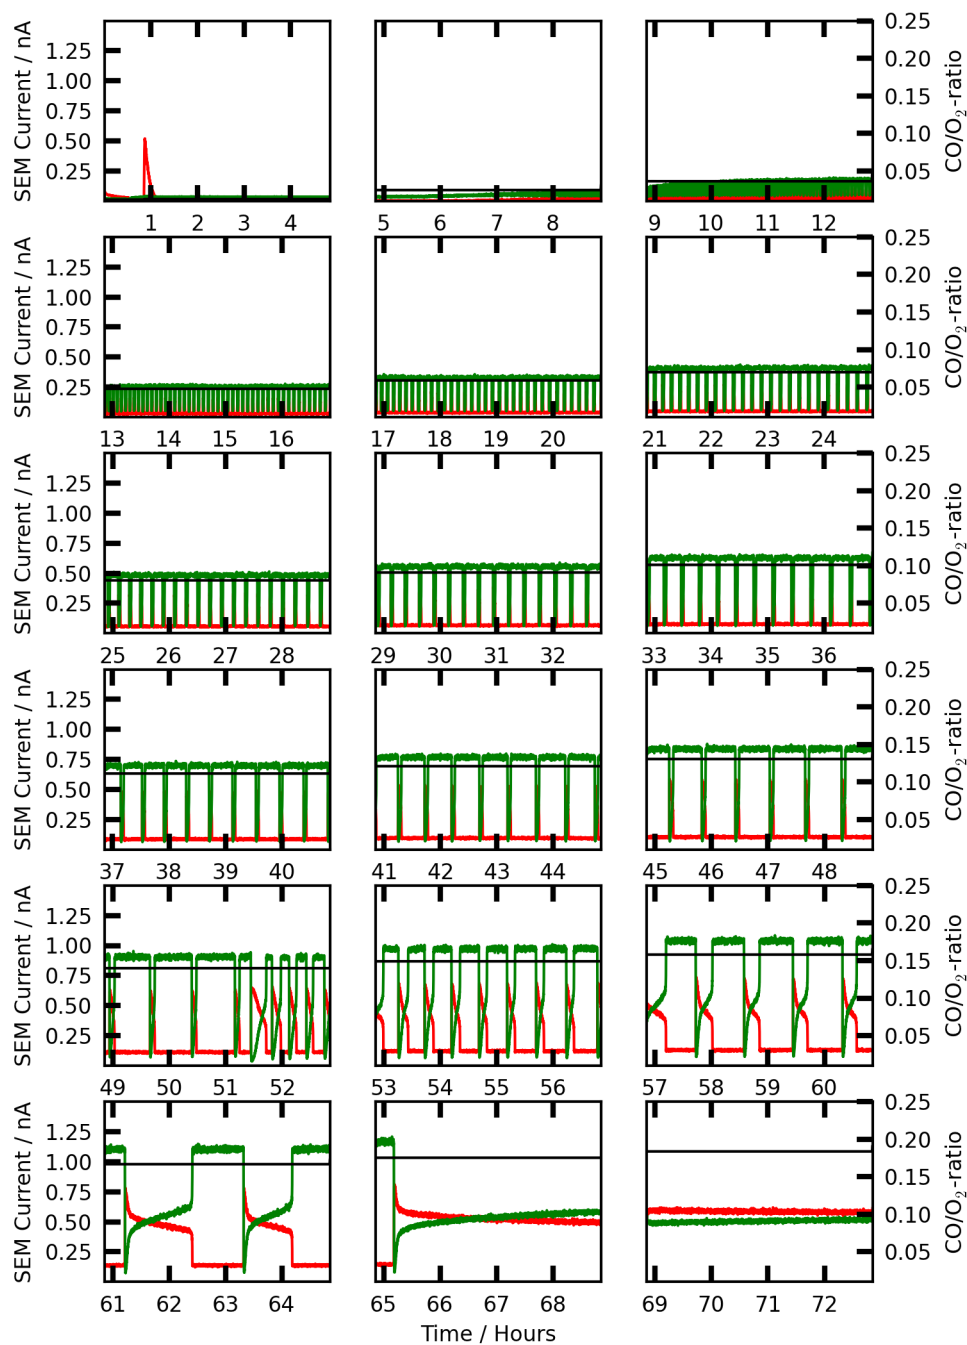 SEM Current / nA
1.25
1.00
0.75
0.50
0.25
1 2 3 4
5 6 7 8
9 10 11 12
0.25
0.20
0.15
0.10
0.05
CO/O₂-ratio
SEM Current / nA
1.25
1.00
0.75
0.50
0.25
13 14 15 16
17 18 19 20
21 22 23 24
0.25
0.20
0.15
0.10
0.05
CO/O₂-ratio
SEM Current / nA
1.25
1.00
0.75
0.50
0.25
25 26 27 28
29 30 31 32
33 34 35 36
0.25
0.20
0.15
0.10
0.05
CO/O₂-ratio
SEM Current / nA
1.25
1.00
0.75
0.50
0.25
37 38 39 40
41 42 43 44
45 46 47 48
0.25
0.20
0.15
0.10
0.05
CO/O₂-ratio
SEM Current / nA
1.25
1.00
0.75
0.50
0.25
49 50 51 52
53 54 55 56
57 58 59 60
0.25
0.20
0.15
0.10
0.05
CO/O₂-ratio
SEM Current / nA
1.25
1.00
0.75
0.50
0.25
61 62 63 64
65 66 67 68
69 70 71 72
0.25
0.20
0.15
0.10
0.05
CO/O₂-ratio
Time / Hours